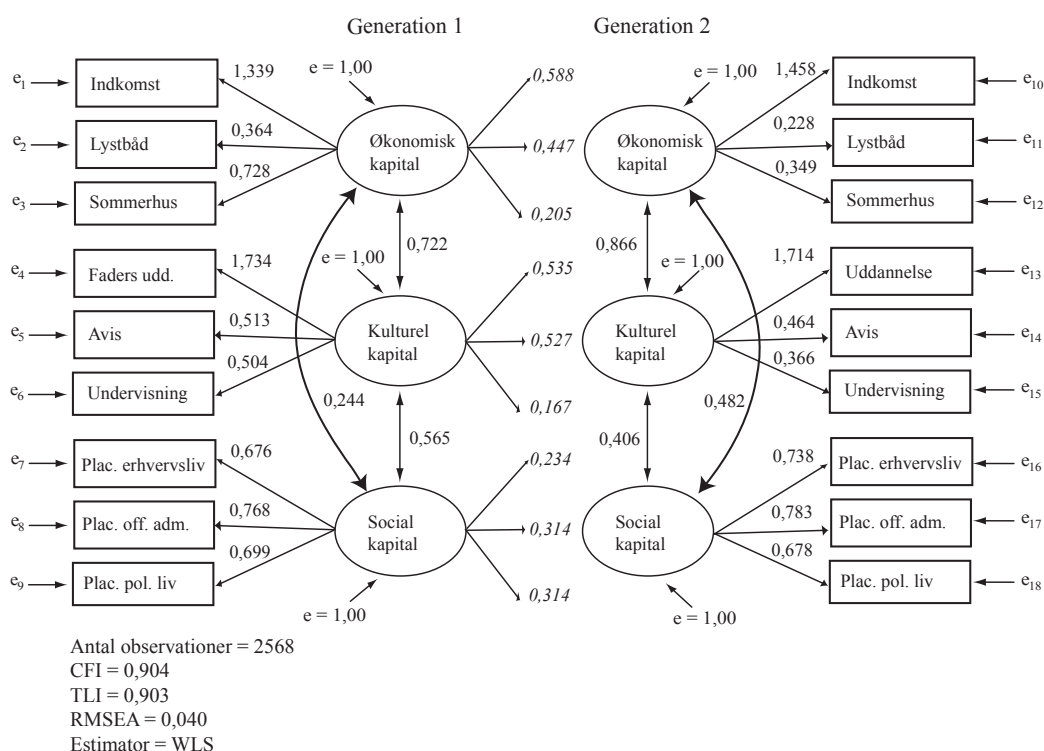 Generation 1
Generation 2
e1
Indkomst
1,339
e = 1,00
0,588
e2
Lystbåd
0,364
Økonomisk
kapital
0,447
e3
Sommerhus
0,728
0,205
0,722
e4
Faders udd.
1,734
e = 1,00
0,535
e5
Avis
0,513
Kulturel
kapital
0,527
e6
Undervisning
0,504
0,167
0,244
0,565
e7
Plac. erhvervsliv
0,676
0,234
e8
Plac. off. adm.
0,768
Social
kapital
0,314
e9
Plac. pol. liv
0,699
0,314
e = 1,00
e = 1,00
1,458
Indkomst
e10
Økonomisk
kapital
0,228
Lystbåd
e11
0,349
Sommerhus
e12
0,866
e = 1,00
1,714
Uddannelse
e13
Kulturel
kapital
0,464
Avis
e14
0,366
Undervisning
e15
0,482
0,406
0,738
Plac. erhvervsliv
e16
Social
kapital
0,783
Plac. off. adm.
e17
0,678
Plac. pol. liv
e18
e = 1,00
Antal observationer = 2568
CFI = 0,904
TLI = 0,903
RMSEA = 0,040
Estimator = WLS